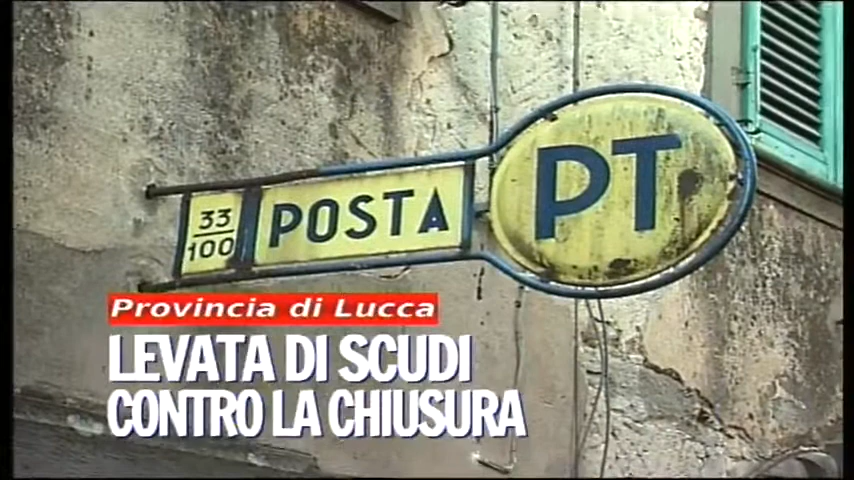 33
100
POSTA
PT
Provincia di Lucca
LEVATA DI SCUDI
CONTRO LA CHIUSURA